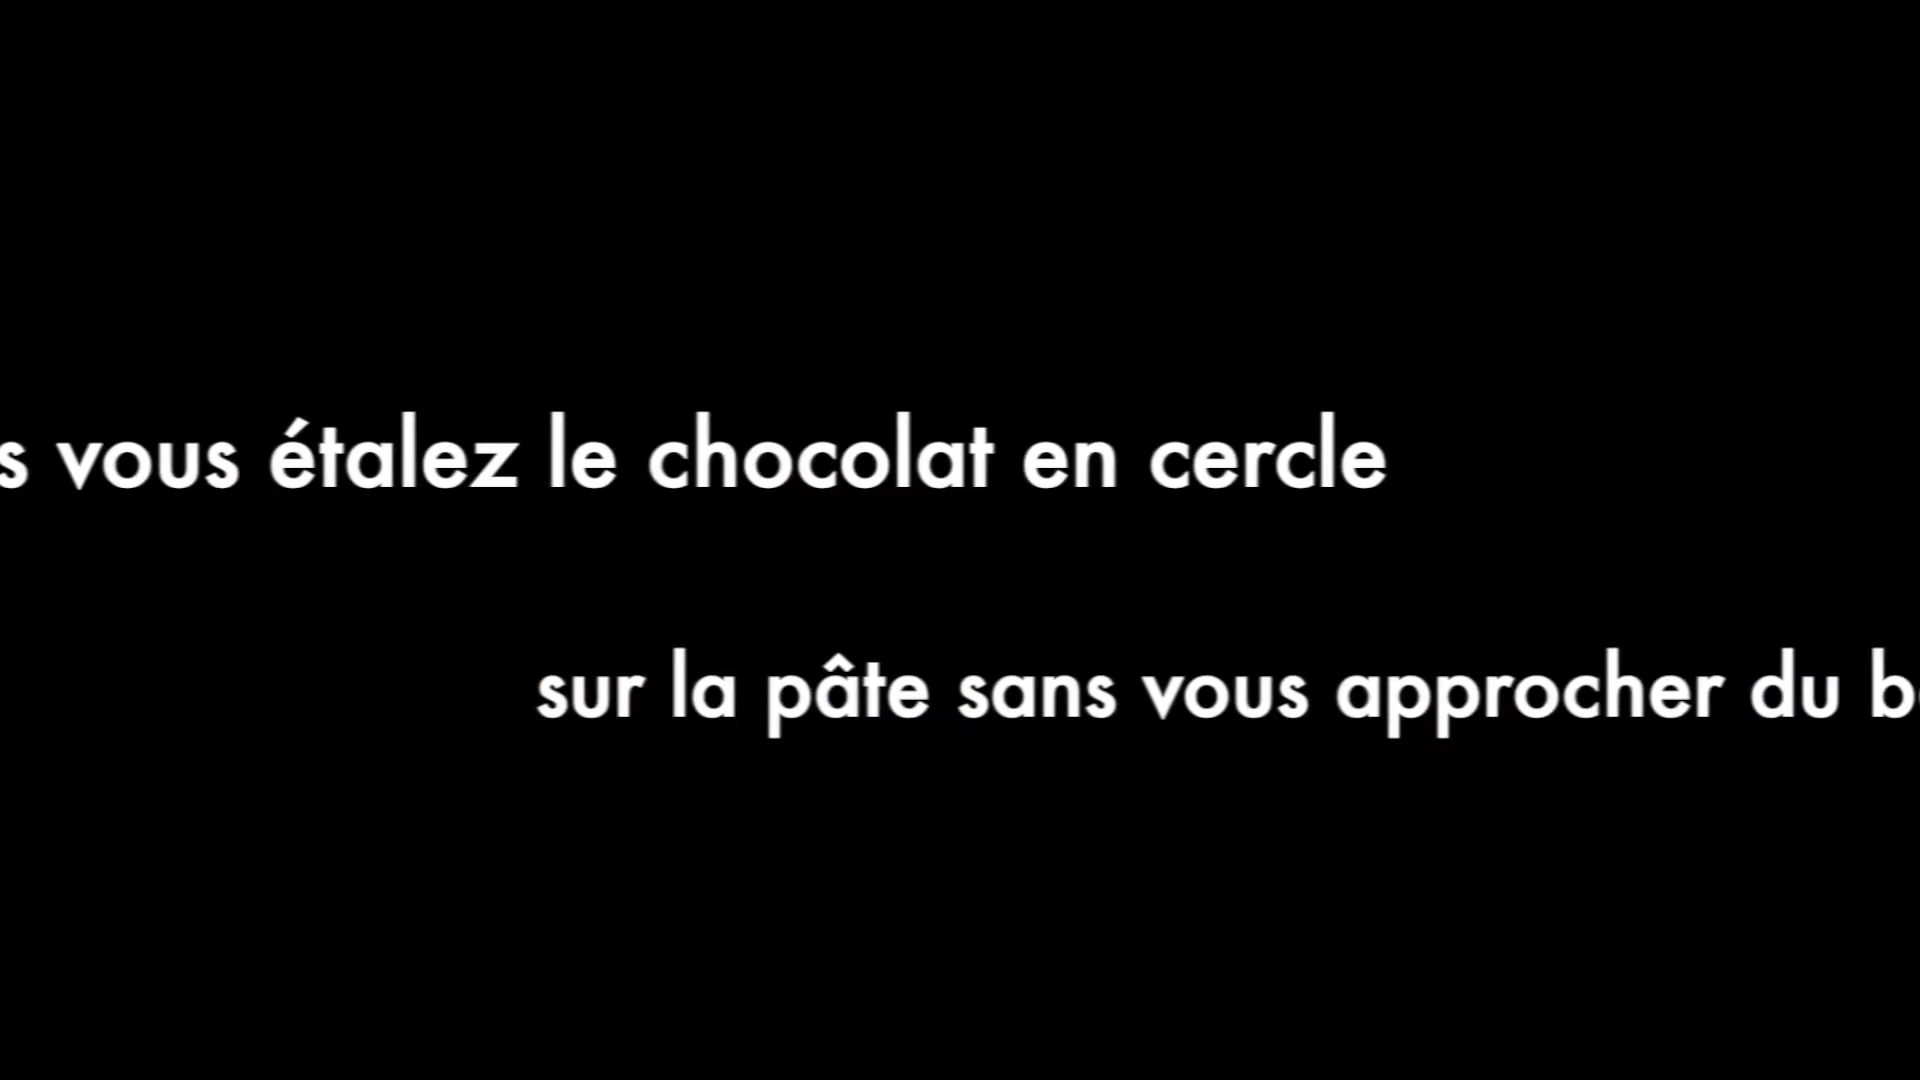 vous étalez le chocolat en cercle
sur la pâte sans vous approcher du